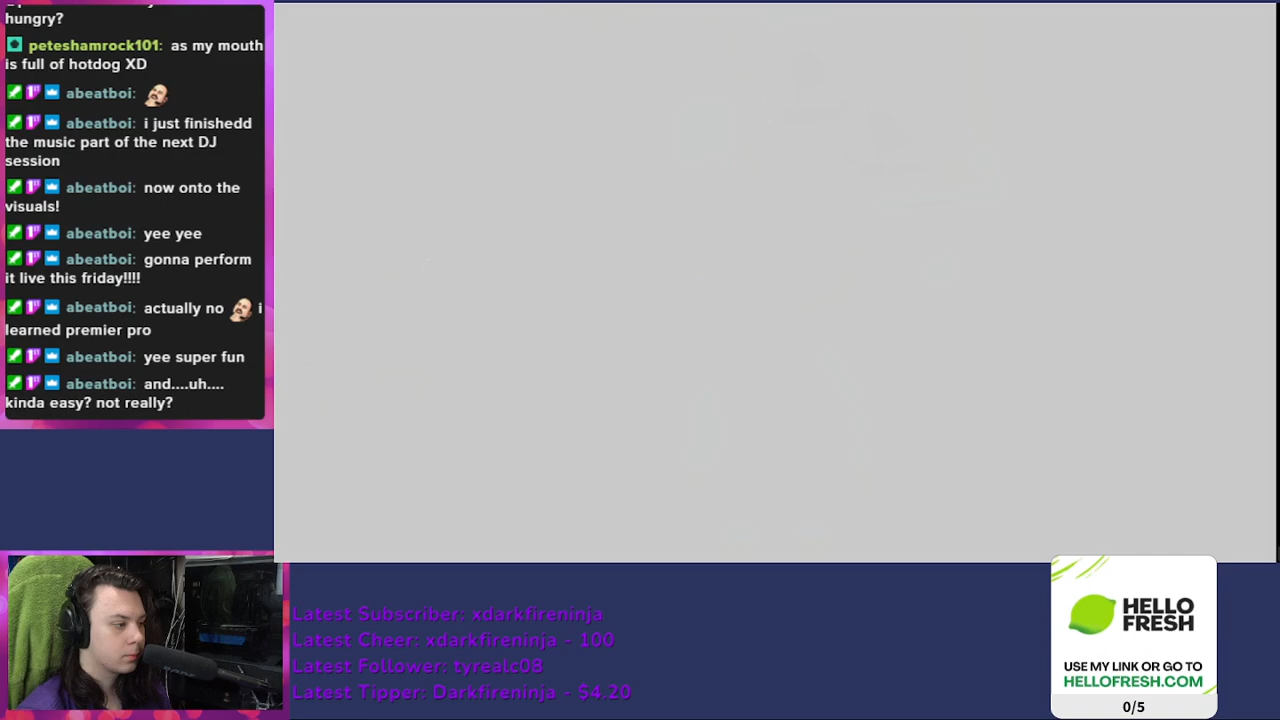 hungry?
peteshamrock101: as my mouth
is full of hotdog XD
abeatboi:
abeatboi: i just finishedd
the music part of the next DJ
session
abeatboi: now onto the
visuals!
abeatboi: yee yee
abeatboi: gonna perform
it live this friday!!!!
abeatboi: actually no i
learned premier pro
abeatboi: yee super fun
abeatboi: and....uh....
kinda easy? not really?
Latest Subscriber: xdarkfireninja
Latest Cheer: xdarkfireninja - 100
Latest Follower: tyrealc08
Latest Tipper: Darkfireninja - $4.20
HELLO
FRESH
USE MY LINK OR GO TO
HELLOFRESH.COM
0/5